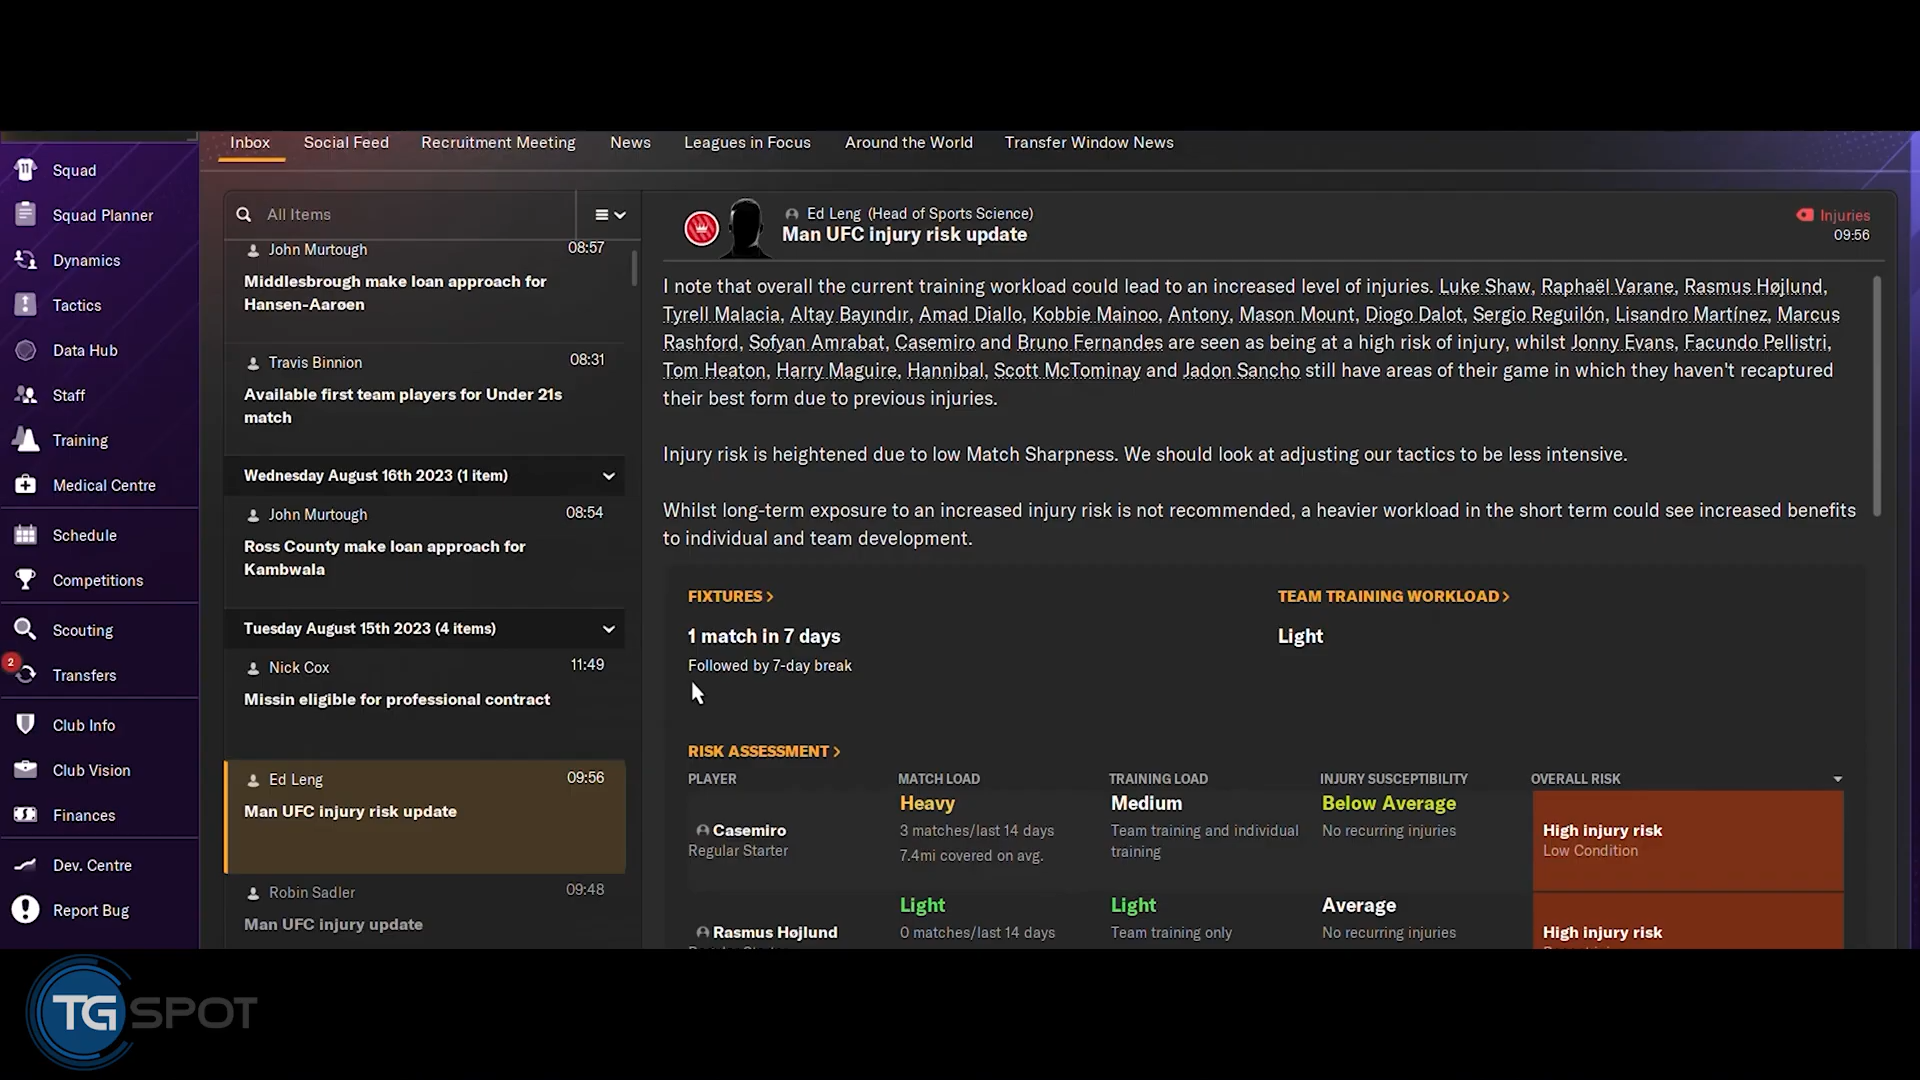 Inbox
Social Feed
Recruitment Meeting
News
Leagues in Focus
Around the World
Transfer Window News
11
Squad
Squad Planner
Dynamics
Tactics
Data Hub
Staff
Training
Medical Centre
Schedule
Competitions
Scouting
2
Transfers
Club Info
Club Vision
Finances
Dev. Centre
Report Bug
All Items
John Murtough
08:57
Middlesbrough make loan approach for
Hansen-Aarøen
Travis Binnion
08:31
Available first team players for Under 21s
match
Wednesday August 16th 2023 (1 item)
John Murtough
08:54
Ross County make loan approach for
Kambwala
Tuesday August 15th 2023 (4 items)
Nick Cox
11:49
Missin eligible for professional contract
Ed Leng
09:56
Man UFC injury risk update
Robin Sadler
09:48
Man UFC injury update
Ed Leng (Head of Sports Science)
Man UFC injury risk update
Injuries
09:56
I note that overall the current training workload could lead to an increased level of injuries. Luke Shaw, Raphaël Varane, Rasmus Højlund,
Tyrell Malacia, Altay Bayındır, Amad Diallo, Kobbie Mainoo, Antony, Mason Mount, Diogo Dalot, Sergio Reguilón, Lisandro Martínez, Marcus
Rashford, Sofyan Amrabat, Casemiro and Bruno Fernandes are seen as being at a high risk of injury, whilst Jonny Evans, Facundo Pellistri,
Tom Heaton, Harry Maguire, Hannibal, Scott McTominay and Jadon Sancho still have areas of their game in which they haven't recaptured
their best form due to previous injuries.
Injury risk is heightened due to low Match Sharpness. We should look at adjusting our tactics to be less intensive.
Whilst long-term exposure to an increased injury risk is not recommended, a heavier workload in the short term could see increased benefits
to individual and team development.
FIXTURES >
TEAM TRAINING WORKLOAD >
1 match in 7 days
Light
Followed by 7-day break
RISK ASSESSMENT >
PLAYER
MATCH LOAD
TRAINING LOAD
INJURY SUSCEPTIBILITY
OVERALL RISK
Casemiro
Regular Starter
Heavy
3 matches/last 14 days
7.4mi covered on avg.
Medium
Team training and individual
training
Below Average
No recurring injuries
High injury risk
Low Condition
Rasmus Højlund
Light
0 matches/last 14 days
Light
Team training only
Average
No recurring injuries
High injury risk
TGSPOT